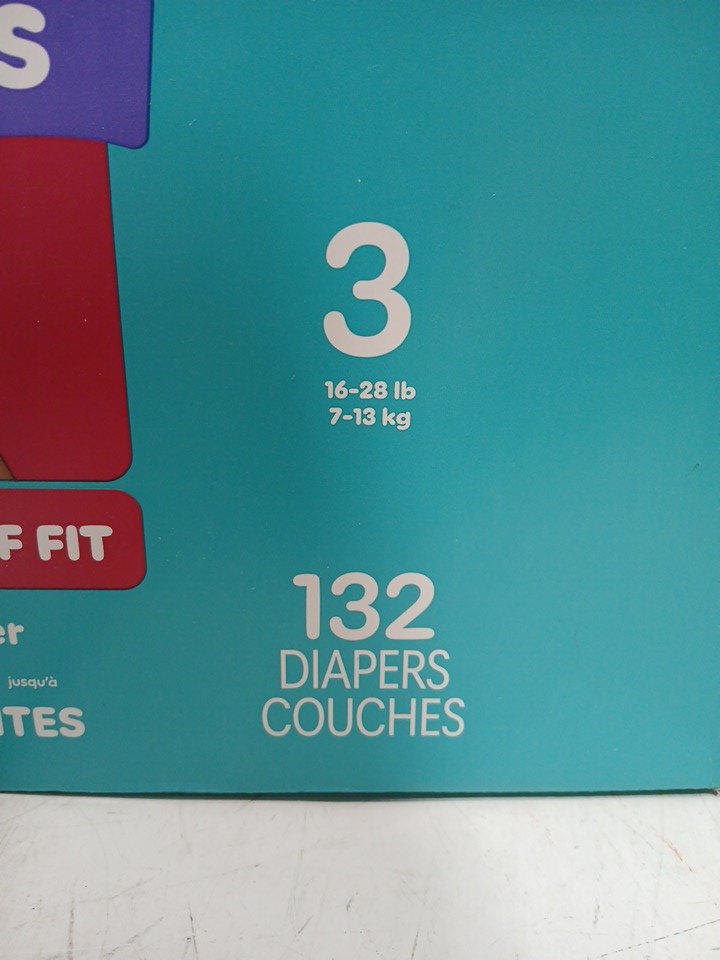 S
3
16-28 lb
7-13 kg
F FIT
er
jusqu'à
ITES
132
DIAPERS
COUCHES